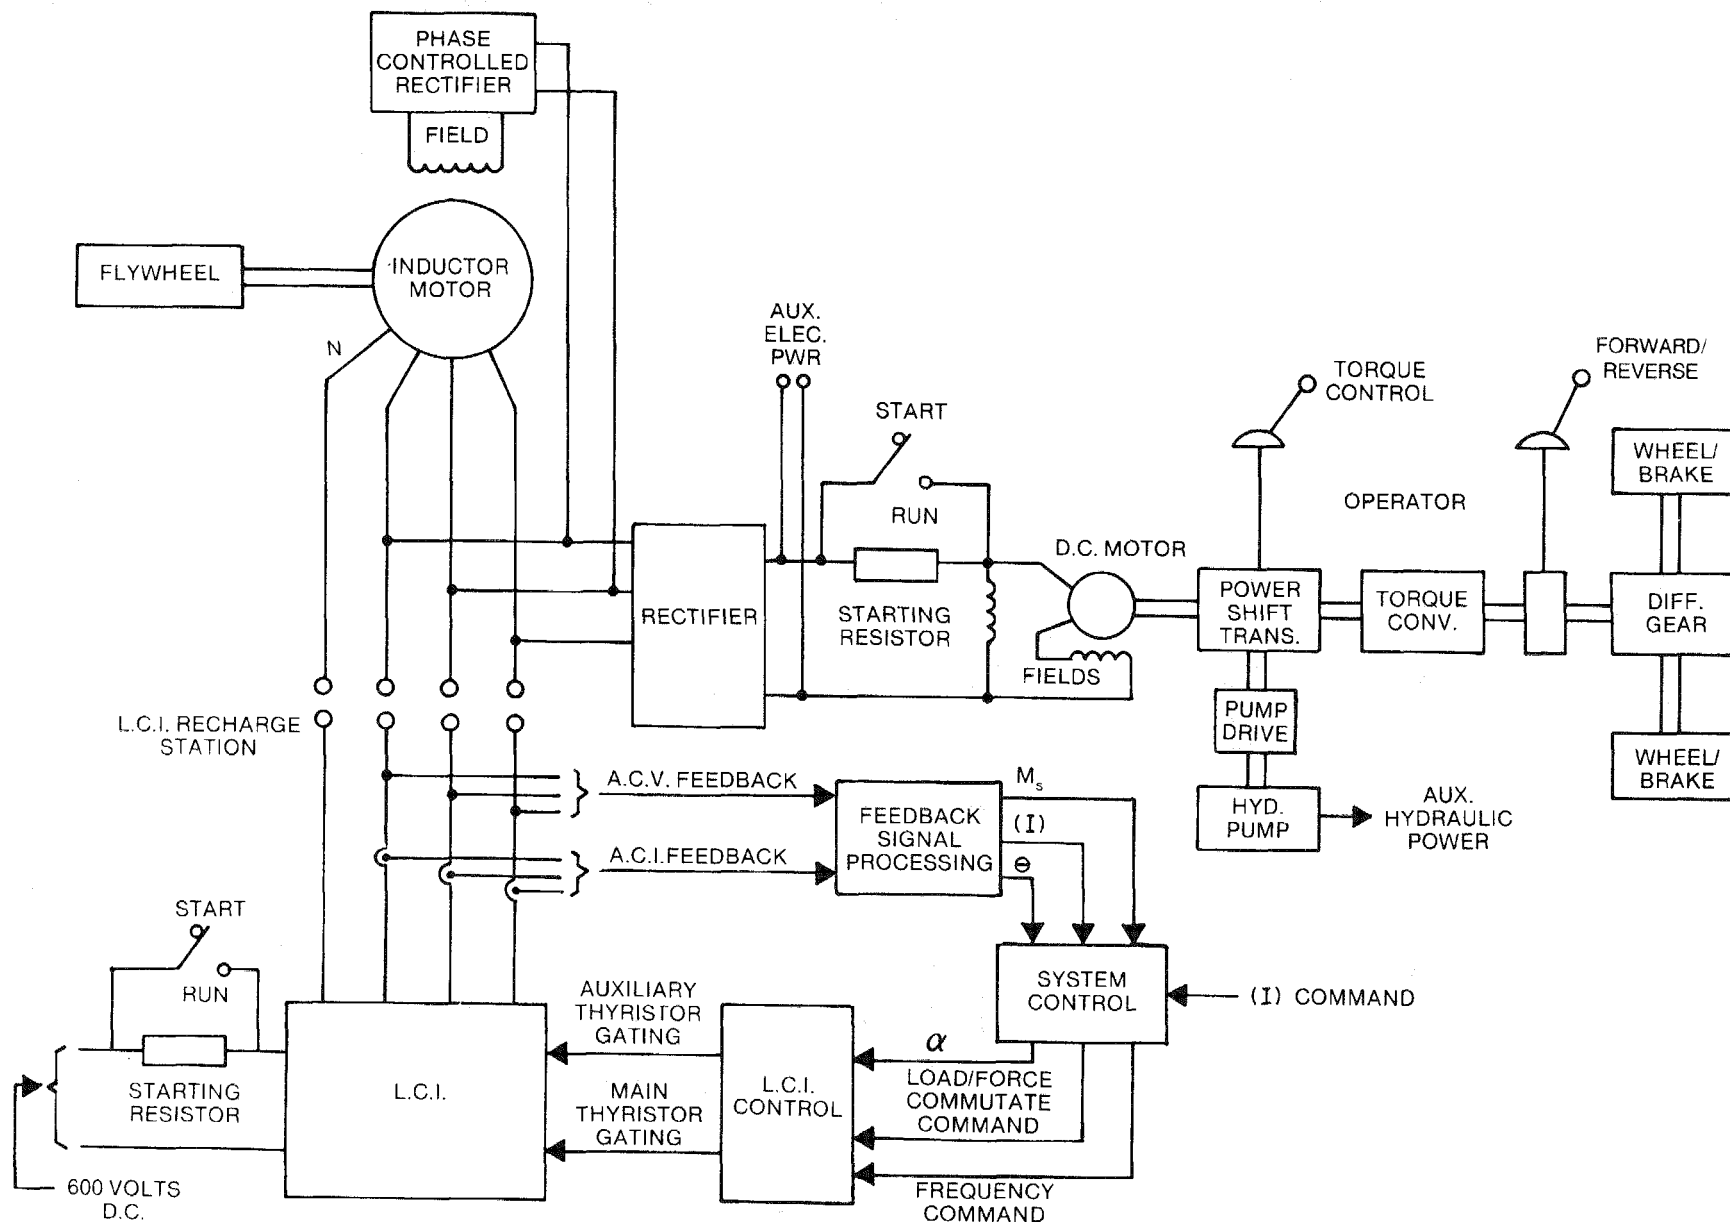 PHASE
CONTROLLED
RECTIFIER
FIELD
FLYWHEEL
INDUCTOR
MOTOR
N
AUX.
ELEC.
PWR
START
RUN
TORQUE
CONTROL
FORWARD/
REVERSE
OPERATOR
WHEEL/
BRAKE
RECTIFIER
STARTING
RESISTOR
D.C. MOTOR
FIELDS
POWER
SHIFT
TRANS.
TORQUE
CONV.
DIFF.
GEAR
PUMP
DRIVE
HYD.
PUMP
AUX.
HYDRAULIC
POWER
WHEEL/
BRAKE
L.C.I. RECHARGE
STATION
A.C.V. FEEDBACK
A.C.I. FEEDBACK
FEEDBACK
SIGNAL
PROCESSING
Ms
(I)
Θ
START
RUN
STARTING
RESISTOR
600 VOLTS
D.C.
L.C.I.
AUXILIARY
THYRISTOR
GATING
MAIN
THYRISTOR
GATING
L.C.I.
CONTROL
SYSTEM
CONTROL
(I) COMMAND
α
LOAD/FORCE
COMMUTATE
COMMAND
FREQUENCY
COMMAND